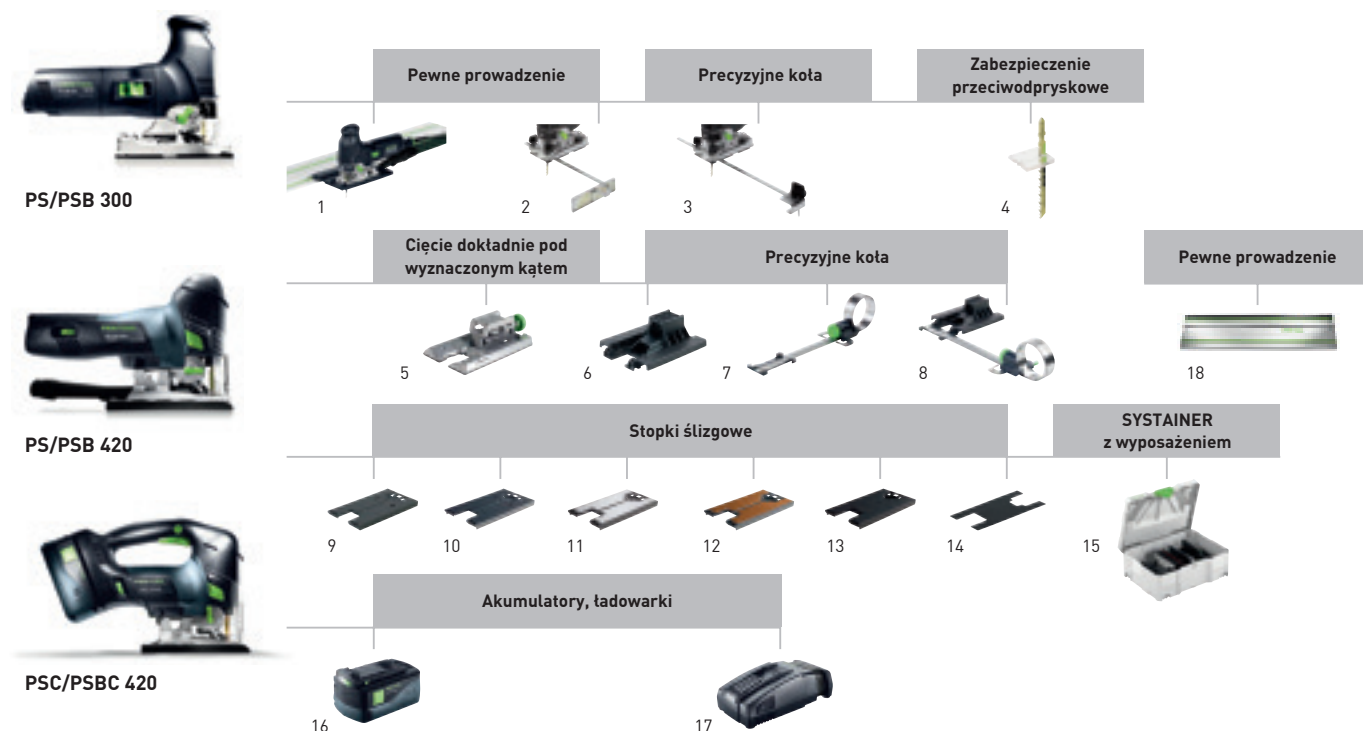 Pewne prowadzenie
Precyzyjne koła
Zabezpieczenie
przeciwodpryskowe
PS/PSB 300
1
2
3
4
Cięcie dokładnie pod
wyznaczonym kątem
Precyzyjne koła
Pewne prowadzenie
5
6
7
8
18
PS/PSB 420
Stopki ślizgowe
SYSTAINER
z wyposażeniem
9
10
11
12
13
14
15
Akumulatory, ładowarki
PSC/PSBC 420
16
17